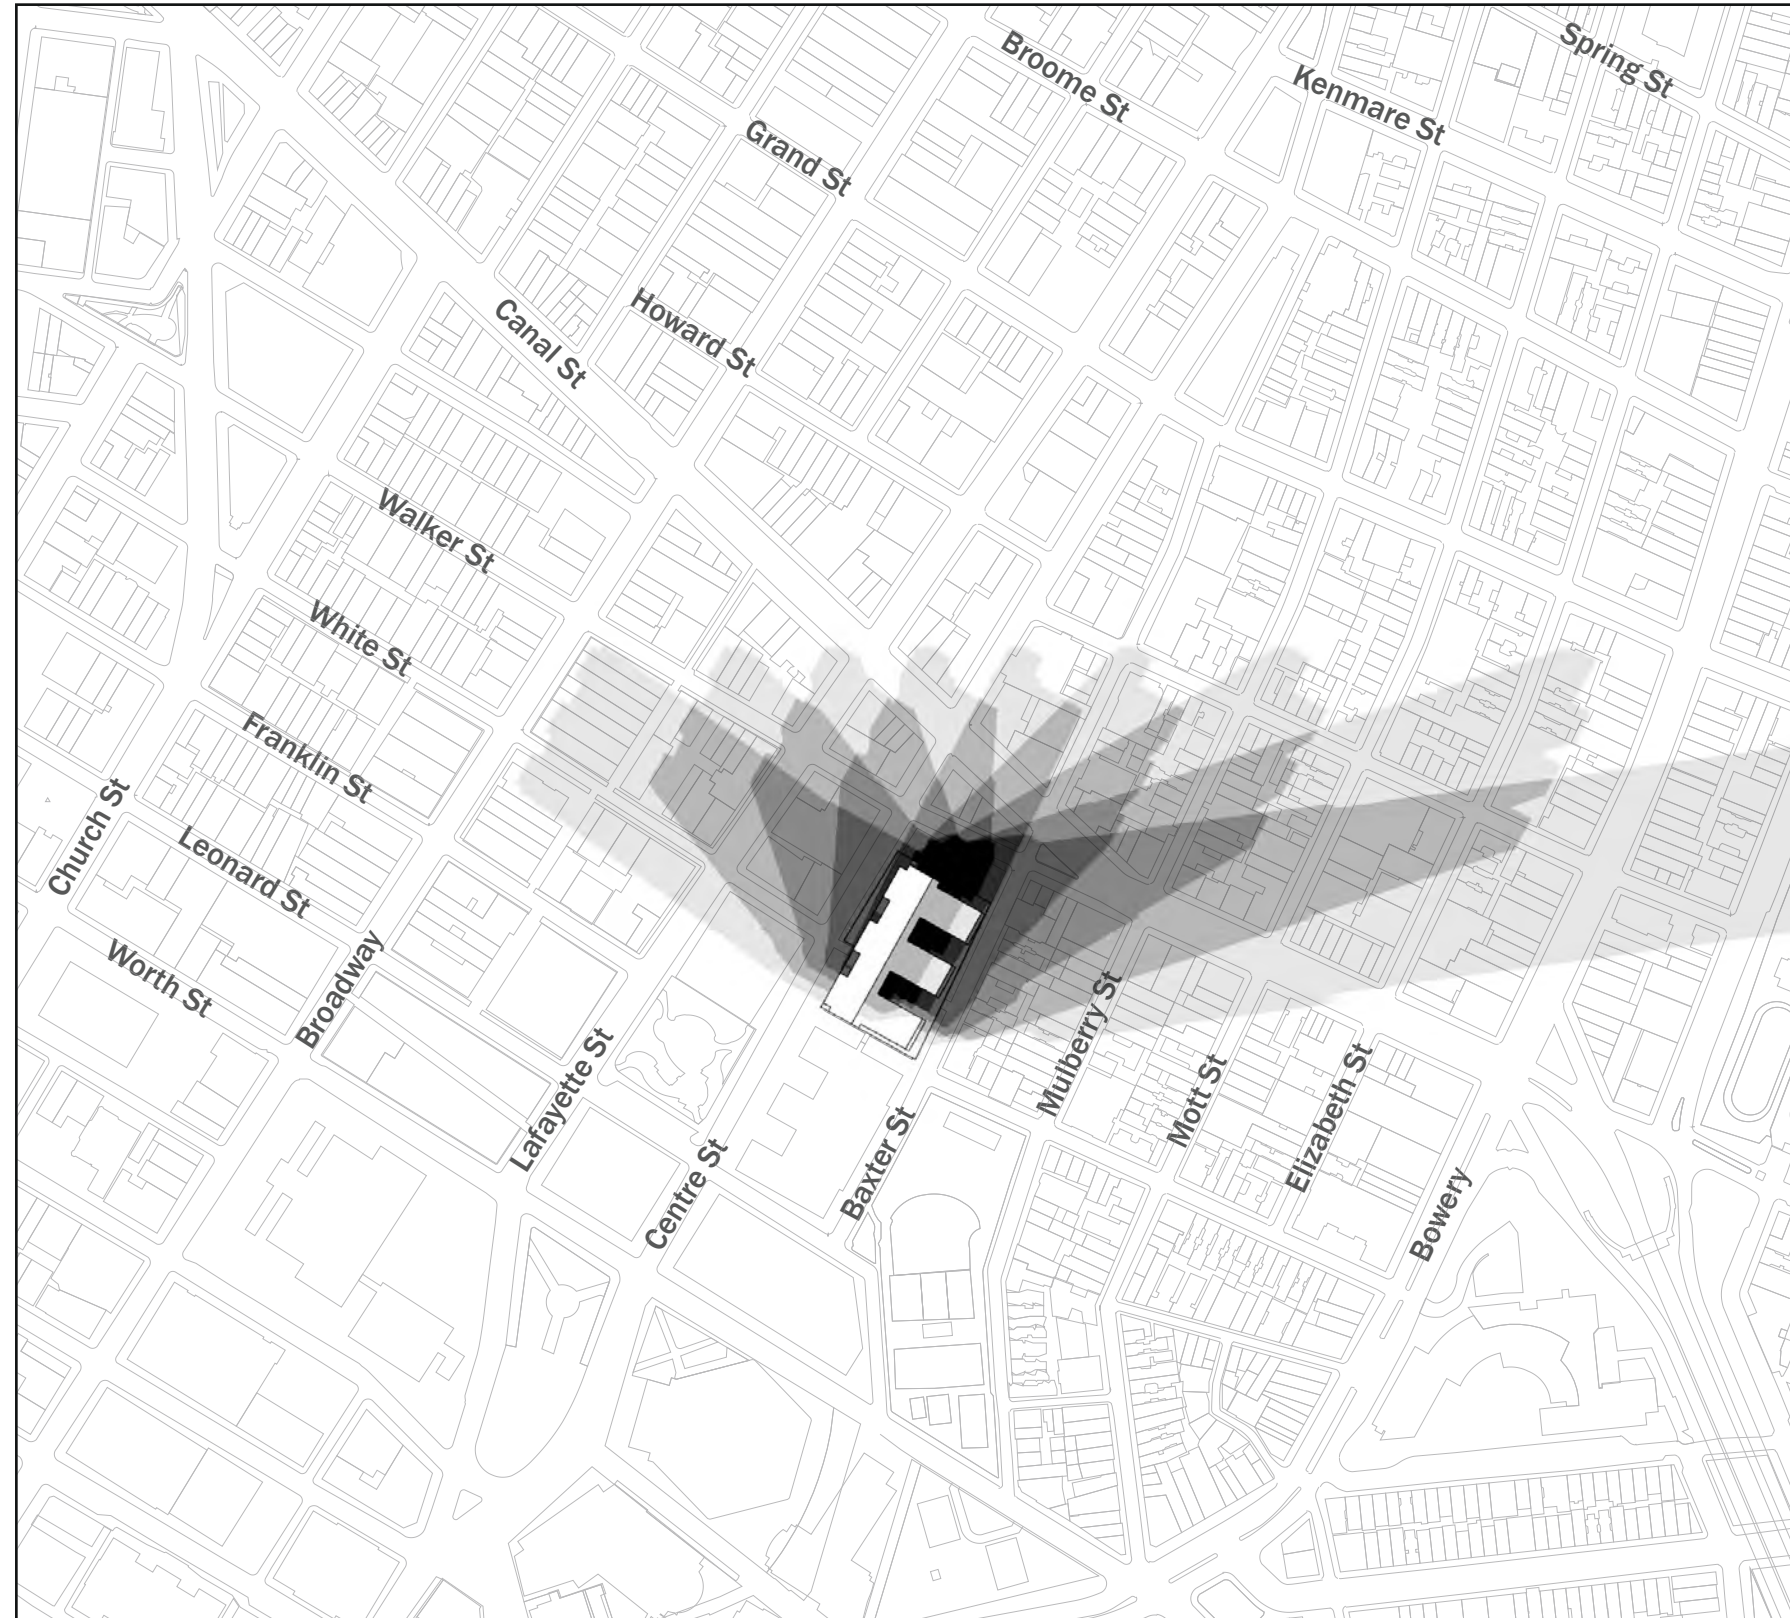 Spring St
Broome St
Kenmare St
Grand St
Howard St
Canal St
Walker St
White St
Franklin St
Church St
Leonard St
Worth St
Broadway
Lafayette St
Centre St
Baxter St
Mulberry St
Mott St
Elizabeth St
Bowery